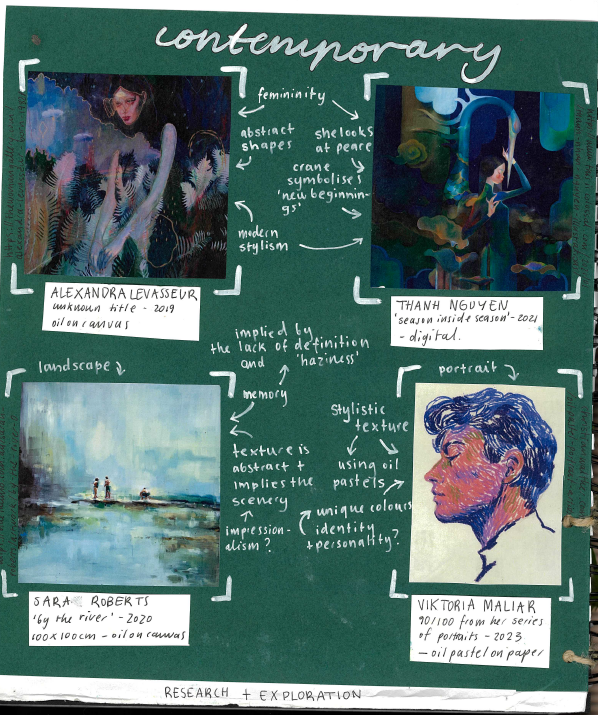 contemporary
femininity
abstract
shapes
she looks
at peace
crane
symbolises
'new beginnin-
gs'
modern
stylism
ALEXANDRA LEVASSEUR
unknown title - 2019
oil on canvas
THANH NGUYEN
'season inside season' - 2021
- digital.
implied by
the lack of definition
and 'haziness'
landscape
memory
portrait
stylistic
texture
texture is
abstract +
implies the
scenery
using oil
pastels
impression-
alism?
unique colours
identity
+ personality?
SARA ROBERTS
'by the river' - 2020
100x100cm - oil on canvas
VIKTORIA MALIAR
90/100 from her series
of portraits - 2023
- oil pastel on paper
RESEARCH + EXPLORATION